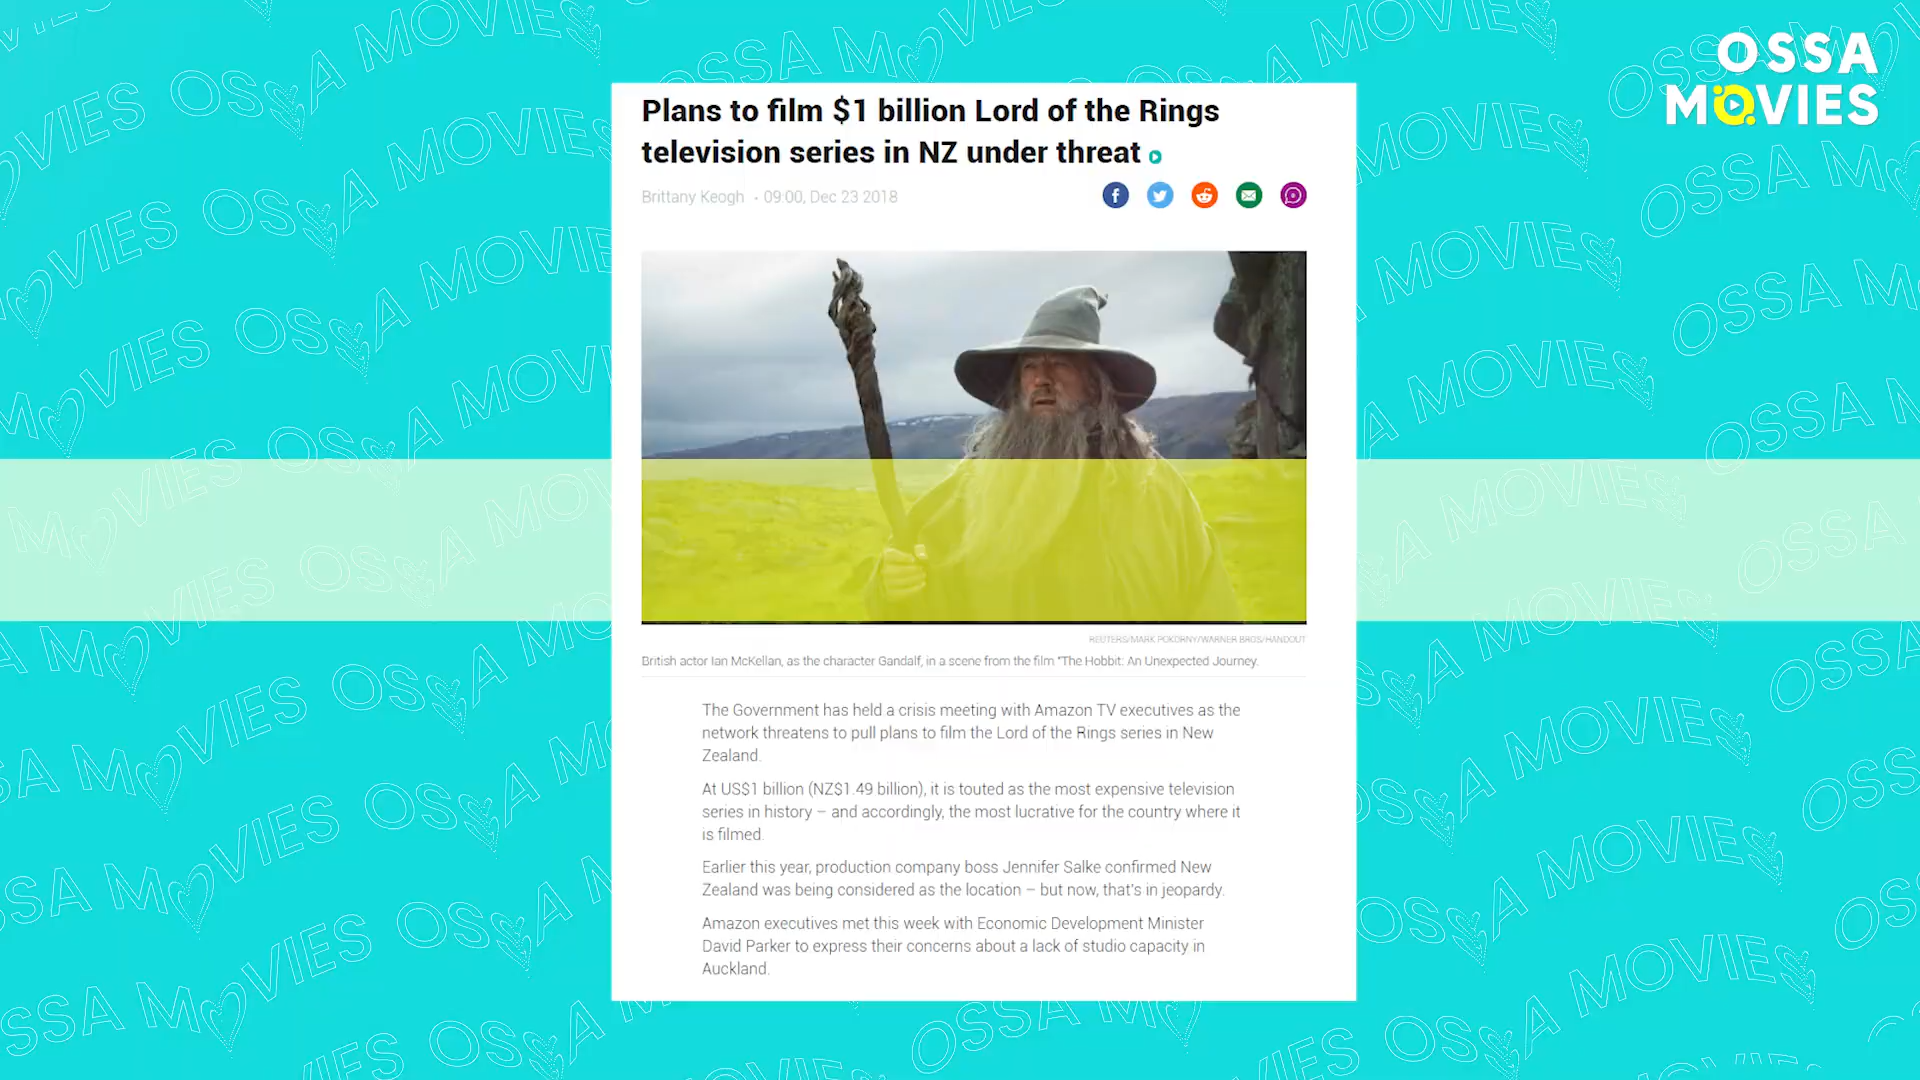 OSSA
MOVIES
Plans to film $1 billion Lord of the Rings
television series in NZ under threat
Brittany Keogh • 09:00, Dec 23 2018
REUTERS/MARK POKORNY/WARNER BROS/HANDOUT
British actor Ian McKellan, as the character Gandalf, in a scene from the film "The Hobbit: An Unexpected Journey.
The Government has held a crisis meeting with Amazon TV executives as the
network threatens to pull plans to film the Lord of the Rings series in New
Zealand.
At US$1 billion (NZ$1.49 billion), it is touted as the most expensive television
series in history – and accordingly, the most lucrative for the country where it
is filmed.
Earlier this year, production company boss Jennifer Salke confirmed New
Zealand was being considered as the location – but now, that's in jeopardy.
Amazon executives met this week with Economic Development Minister
David Parker to express their concerns about a lack of studio capacity in
Auckland.